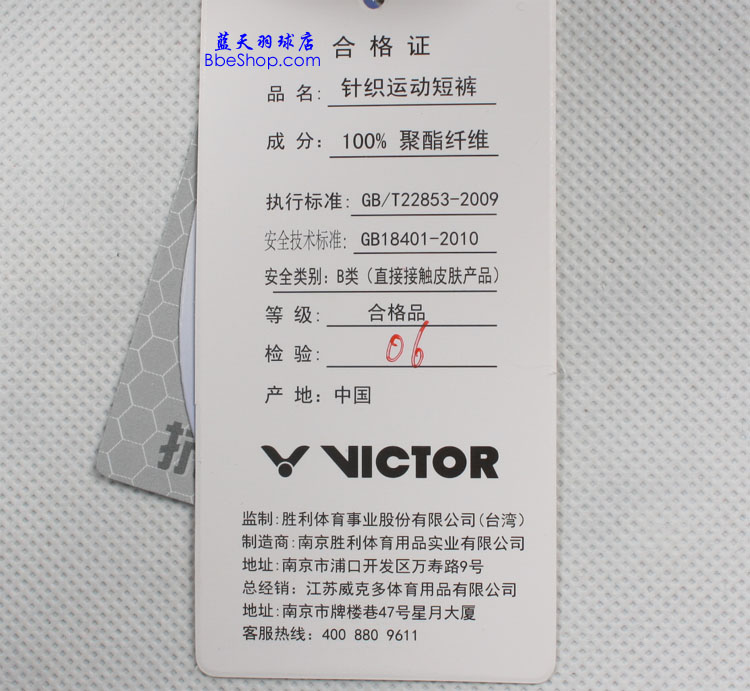 蓝天羽球店
BbeShop.com
合格证
品 名: 针织运动短裤
成 分: 100% 聚酯纤维
执行标准: GB/T22853-2009
安全技术标准: GB18401-2010
安全类别: B类（直接接触皮肤产品）
等 级: 合格品
检 验: 06
产 地: 中国
VICTOR
监制:胜利体育事业股份有限公司(台湾)
制造商:南京胜利体育用品实业有限公司
地址:南京市浦口开发区万寿路9号
总经销: 江苏威克多体育用品有限公司
地址:南京市牌楼巷47号星月大厦
客服热线: 400 880 9611